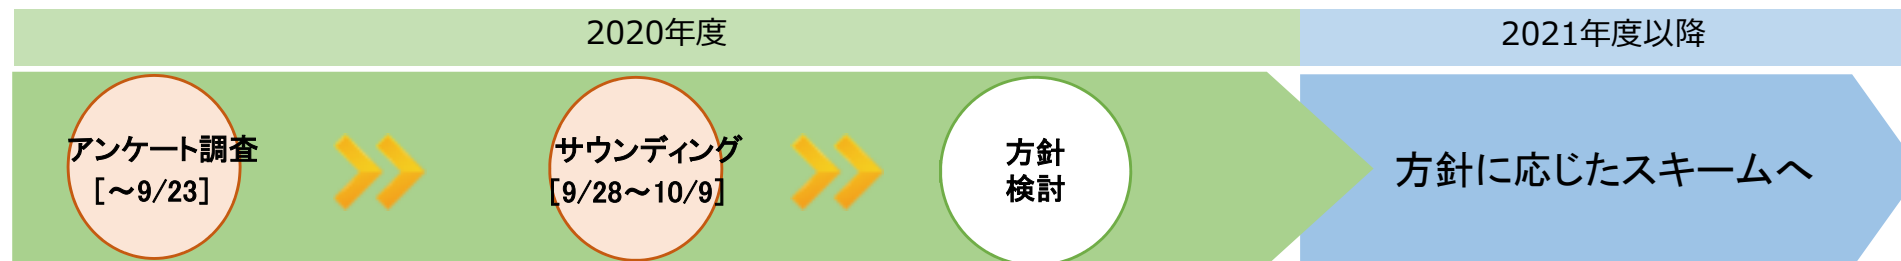 2020年度
2021年度以降
アンケート調査
[～9/23]
サウンディング
[9/28～10/9]
方針
検討
方針に応じたスキームへ